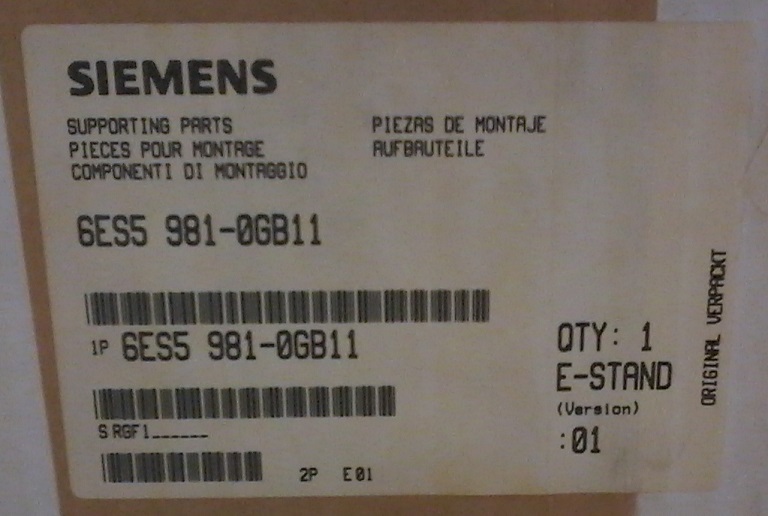 SIEMENS
SUPPORTING PARTS
PIECES POUR MONTAGE
COMPONENTI DI MONTAGGIO
PIEZAS DE MONTAJE
AUFBAUTEILE
6ES5 981-0GB11
1P 6ES5 981-0GB11
S RGF1______
2P E01
QTY: 1
E-STAND
(Version)
:01
ORIGINAL VERPACKT